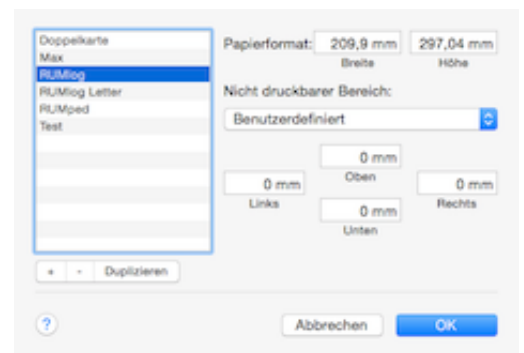 Doppelkarte
Max
RUMlog
RUMlog Letter
RUMped
Test
+ - Duplizieren
Papierformat: 209,9 mm 297,04 mm
Breite Höhe
Nicht druckbarer Bereich:
Benutzerdefiniert
0 mm
Oben
0 mm 0 mm
Links Rechts
0 mm
Unten
? Abbrechen OK